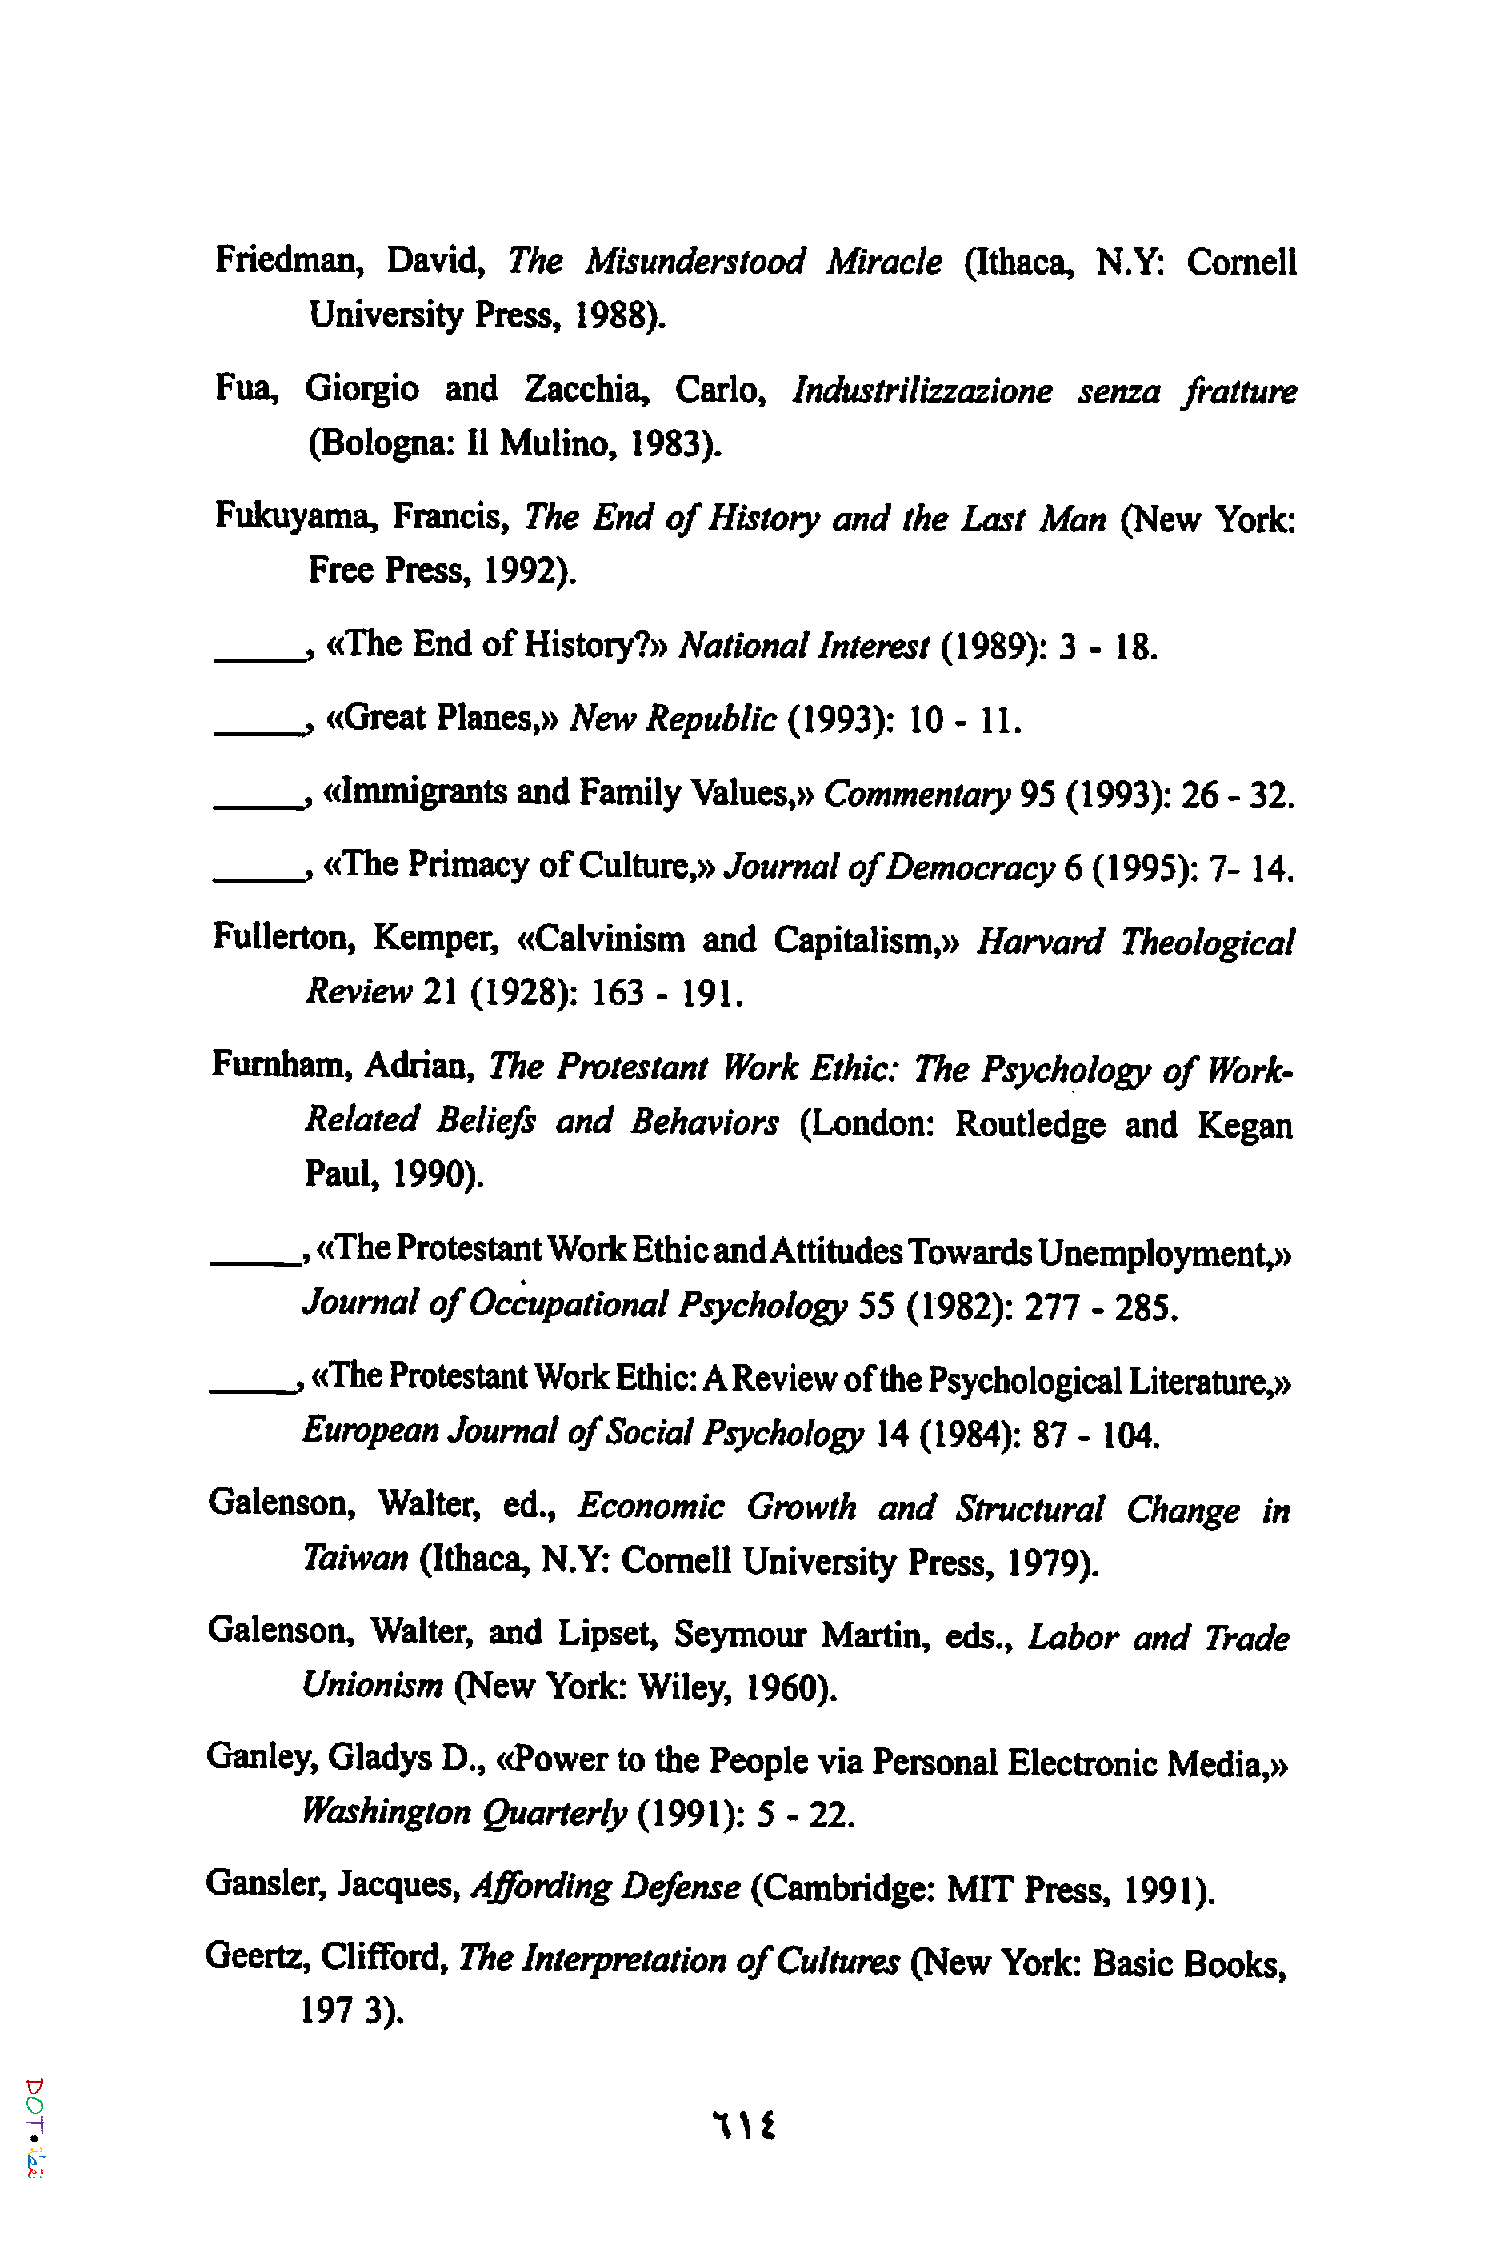 Friedman, David, The Misunderstood Miracle (Ithaca, N.Y: Cornell
University Press, 1988).
Fua, Giorgio and Zacchia, Carlo, Industrilizzazione senza fratture
(Bologna: Il Mulino, 1983).
Fukuyama, Francis, The End of History and the Last Man (New York:
Free Press, 1992).
_____, «The End of History?» National Interest (1989): 3 - 18.
_____, «Great Planes,» New Republic (1993): 10 - 11.
_____, «Immigrants and Family Values,» Commentary 95 (1993): 26 - 32.
_____, «The Primacy of Culture,» Journal of Democracy 6 (1995): 7- 14.
Fullerton, Kemper, «Calvinism and Capitalism,» Harvard Theological
Review 21 (1928): 163 - 191.
Furnham, Adrian, The Protestant Work Ethic: The Psychology of Work-
Related Beliefs and Behaviors (London: Routledge and Kegan
Paul, 1990).
_____, «The Protestant Work Ethic and Attitudes Towards Unemployment,»
Journal of Occupational Psychology 55 (1982): 277 - 285.
_____, «The Protestant Work Ethic: A Review of the Psychological Literature,»
European Journal of Social Psychology 14 (1984): 87 - 104.
Galenson, Walter, ed., Economic Growth and Structural Change in
Taiwan (Ithaca, N.Y: Cornell University Press, 1979).
Galenson, Walter, and Lipset, Seymour Martin, eds., Labor and Trade
Unionism (New York: Wiley, 1960).
Ganley, Gladys D., «Power to the People via Personal Electronic Media,»
Washington Quarterly (1991): 5 - 22.
Gansler, Jacques, Affording Defense (Cambridge: MIT Press, 1991).
Geertz, Clifford, The Interpretation of Cultures (New York: Basic Books,
197 3).
٦١٤
DOT